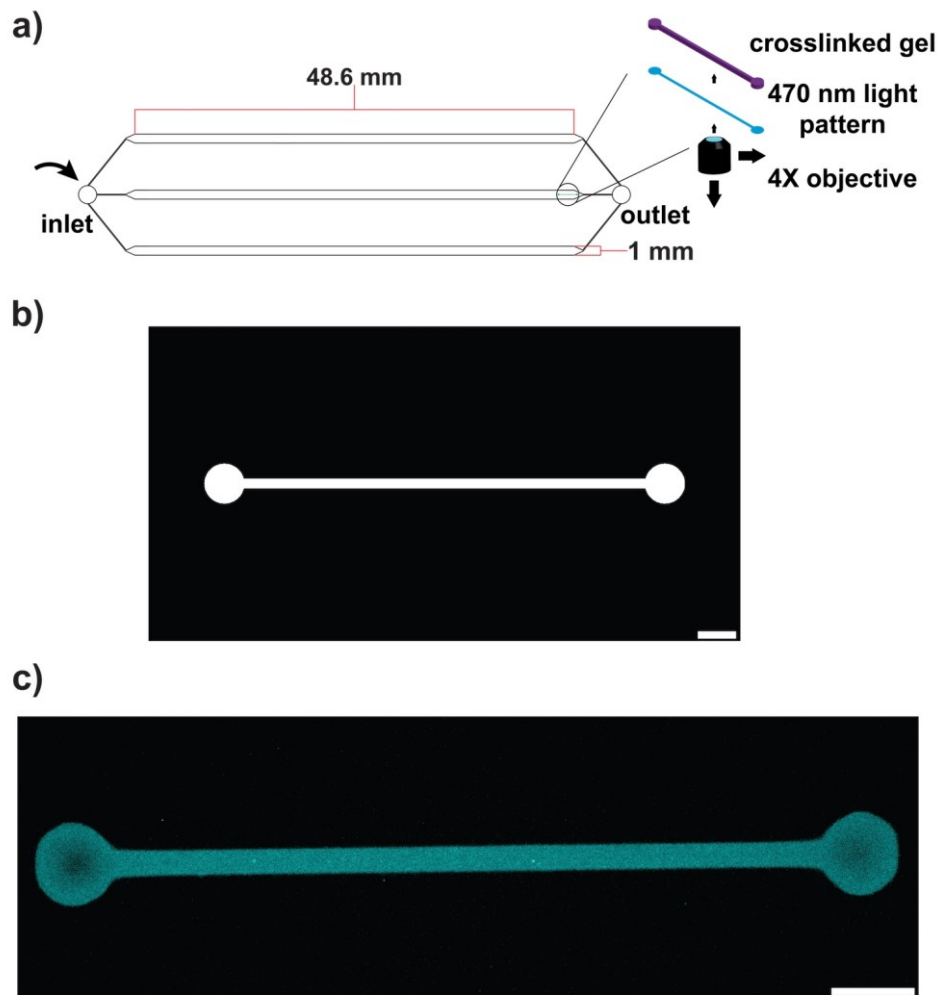 a)
48.6 mm
crosslinked gel
470 nm light
pattern
4X objective
inlet
outlet
1 mm
b)
c)